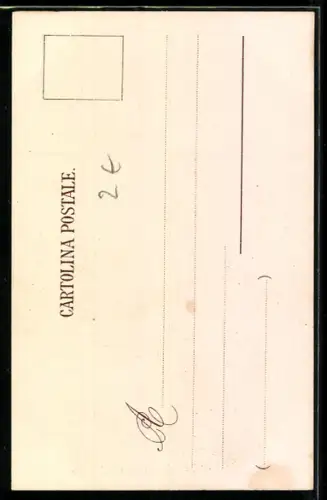 CARTOLINA POSTALE.
2 €
A
( )